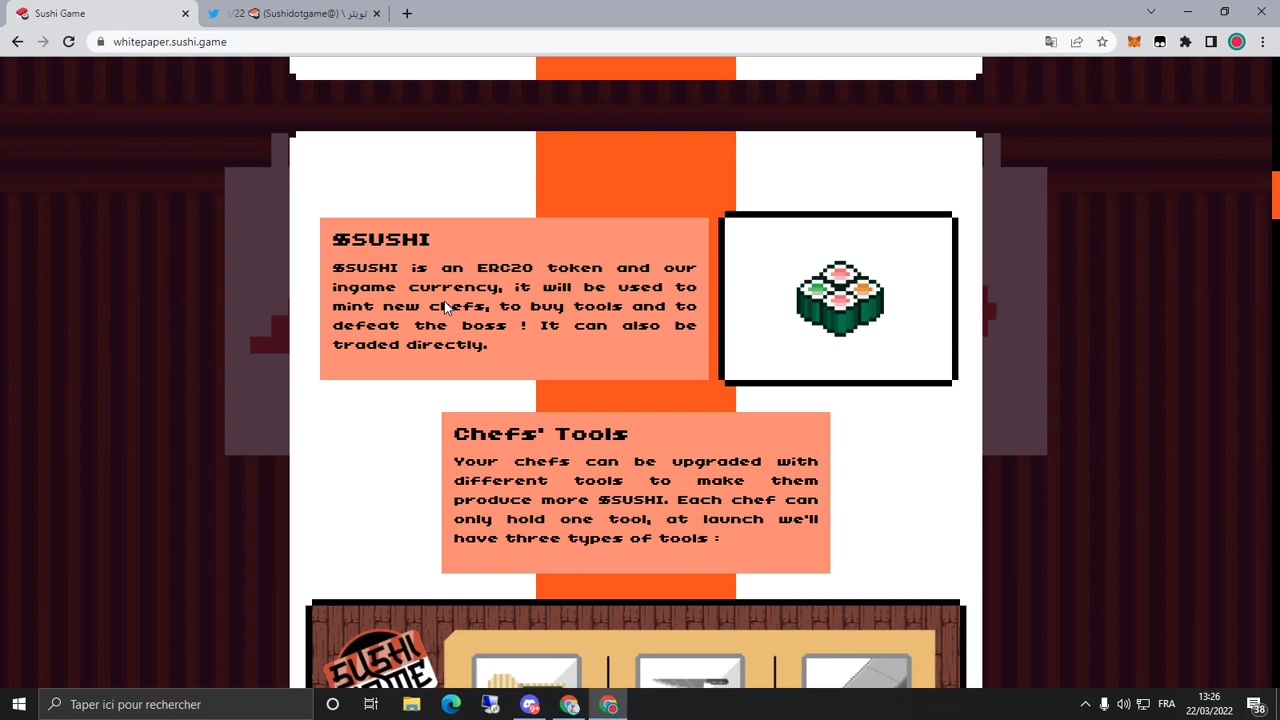 Sushi Game
توتير \ (@Sushidotgame) 🍣 22/
whitepaper.sushi.game
$SUSHI
$SUSHI is an ERC20 token and our
ingame currency, it will be used to
mint new chefs, to buy tools and to
defeat the boss ! It can also be
traded directly.
Chefs' Tools
Your chefs can be upgraded with
different tools to make them
produce more $SUSHI. Each chef can
only hold one tool, at launch we'll
have three types of tools :
SUSHI
GAME
Taper ici pour rechercher
FRA
13:26
22/03/2022
38